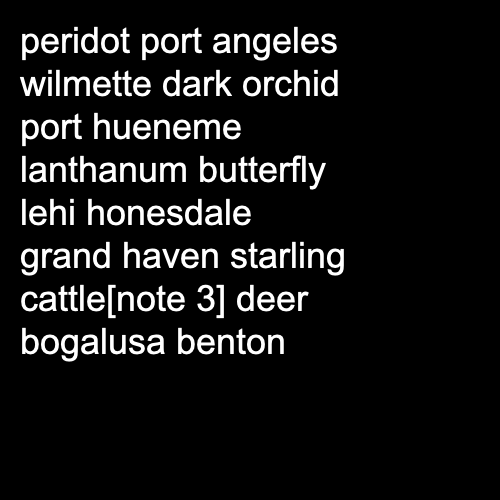 peridot port angeles
wilmette dark orchid
port hueneme
lanthanum butterfly
lehi honesdale
grand haven starling
cattle[note 3] deer
bogalusa benton